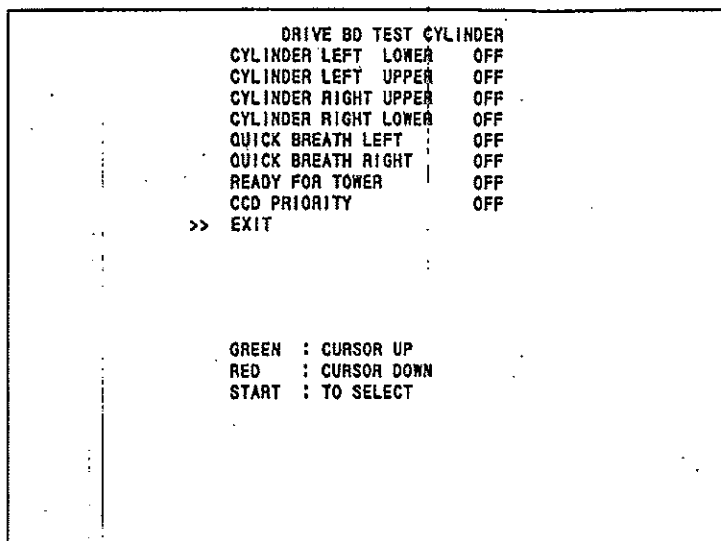 DRIVE BD TEST CYLINDER
CYLINDER LEFT LOWER OFF
CYLINDER LEFT UPPER OFF
CYLINDER RIGHT UPPER OFF
CYLINDER RIGHT LOWER OFF
QUICK BREATH LEFT OFF
QUICK BREATH RIGHT OFF
READY FOR TOWER OFF
CCD PRIORITY OFF
>> EXIT
GREEN : CURSOR UP
RED : CURSOR DOWN
START : TO SELECT